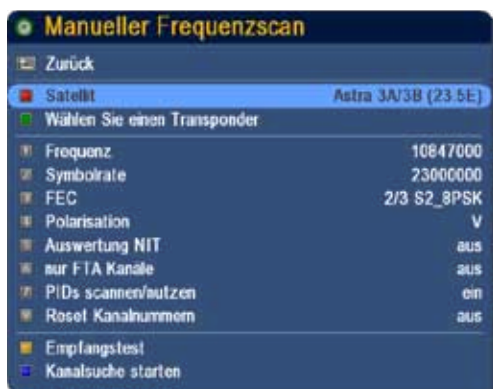 Manueller Frequenzscan
Zurück
Satellit Astra 3A/3B (23.5E)
Wählen Sie einen Transponder
Frequenz 10847000
Symbolrate 23000000
FEC 2/3 S2_8PSK
Polarisation V
Auswertung NIT aus
nur FTA Kanäle aus
PIDs scannen/nutzen ein
Reset Kanalnummern aus
Empfangstest
Kanalsuche starten